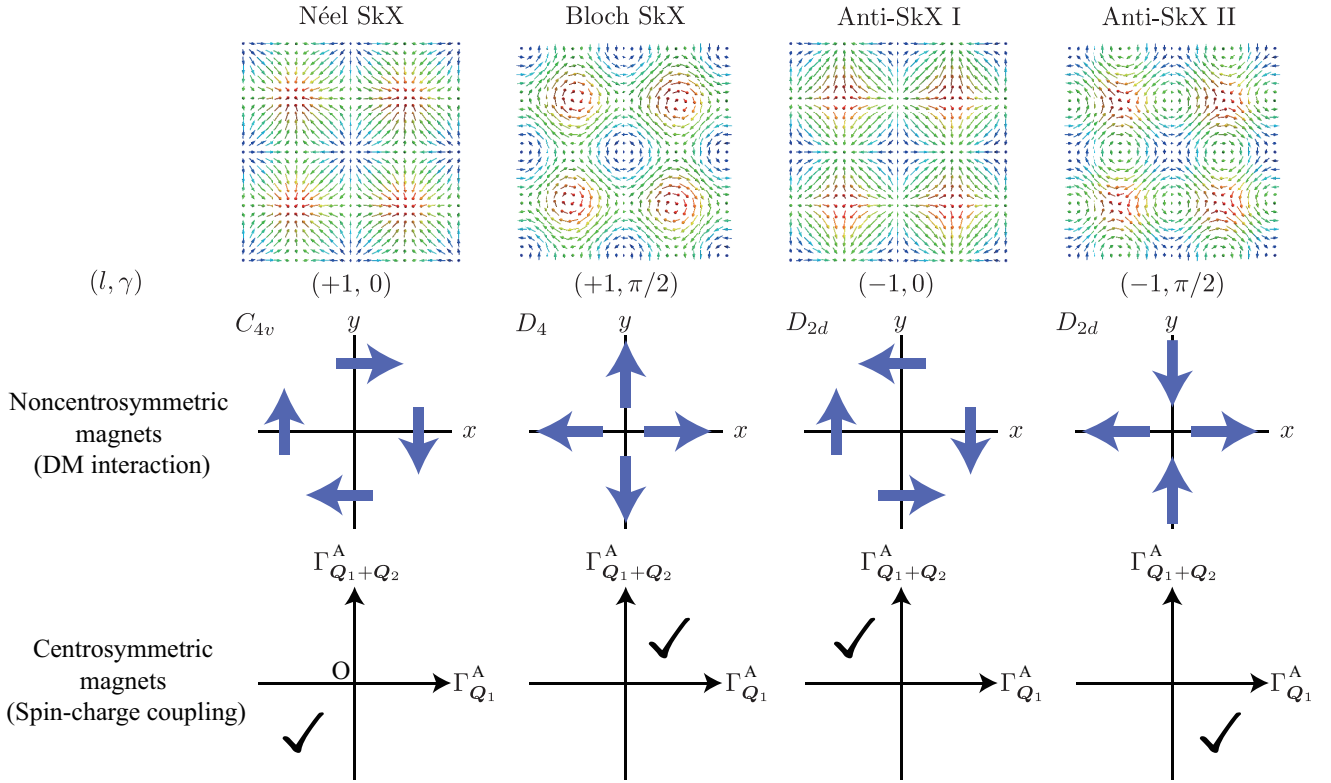 Néel SkX
Bloch SkX
Anti-SkX I
Anti-SkX II
(l, γ)
(+1, 0)
(+1, π/2)
(−1, 0)
(−1, π/2)
Noncentrosymmetric
magnets
(DM interaction)
C4v
y
x
D4
y
x
D2d
y
x
D2d
y
x
Centrosymmetric
magnets
(Spin-charge coupling)
Γ^A_{Q1+Q2}
O
Γ^A_{Q1}
Γ^A_{Q1+Q2}
Γ^A_{Q1}
Γ^A_{Q1+Q2}
Γ^A_{Q1}
Γ^A_{Q1+Q2}
Γ^A_{Q1}